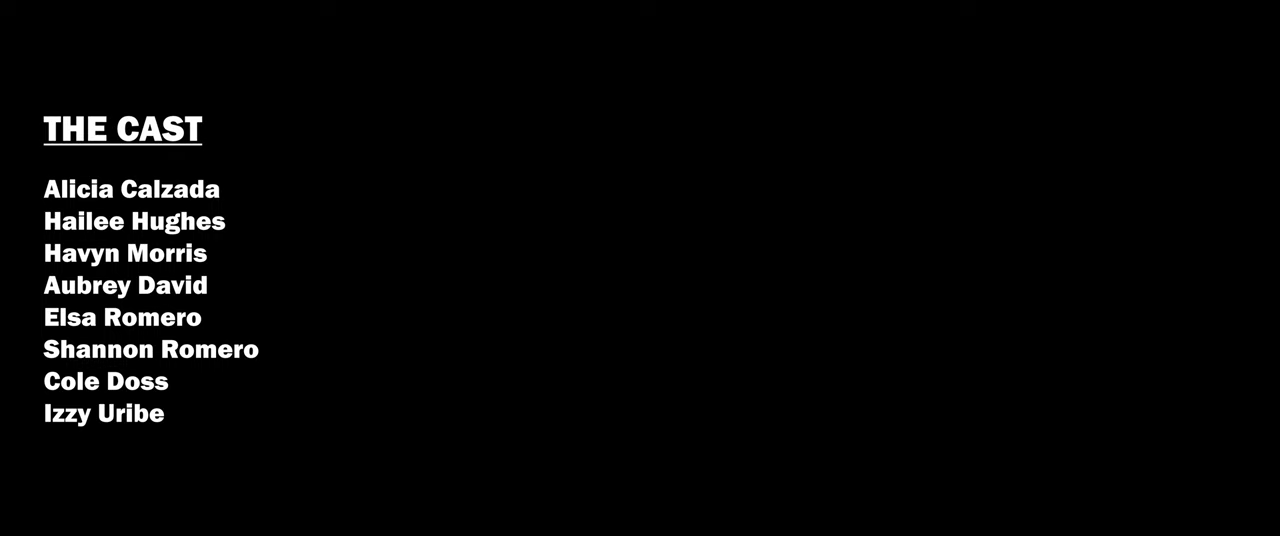 THE CAST
Alicia Calzada
Hailee Hughes
Havyn Morris
Aubrey David
Elsa Romero
Shannon Romero
Cole Doss
Izzy Uribe